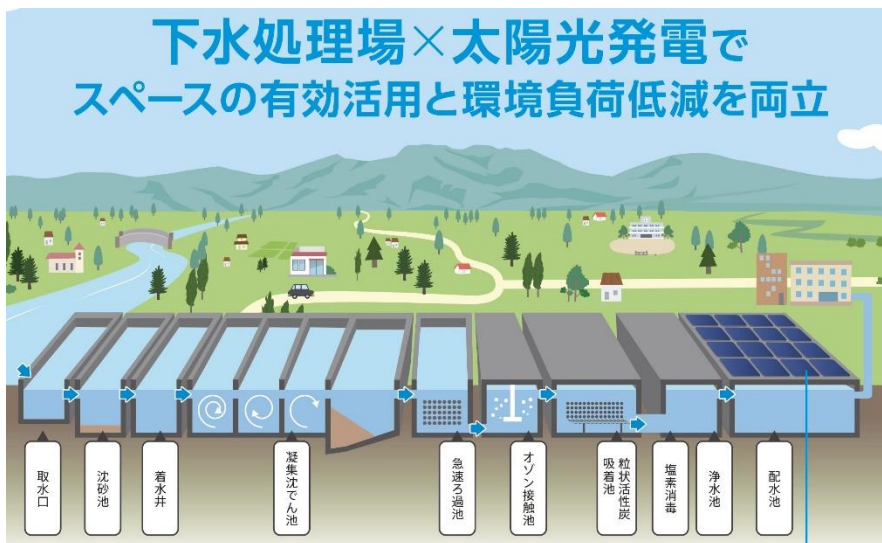 下水処理場×太陽光発電で
スペースの有効活用と環境負荷低減を両立
取水口
沈砂池
着水井
凝集沈でん池
急速ろ過池
オゾン接触池
粒状活性炭
吸着池
塩素消毒
浄水池
配水池